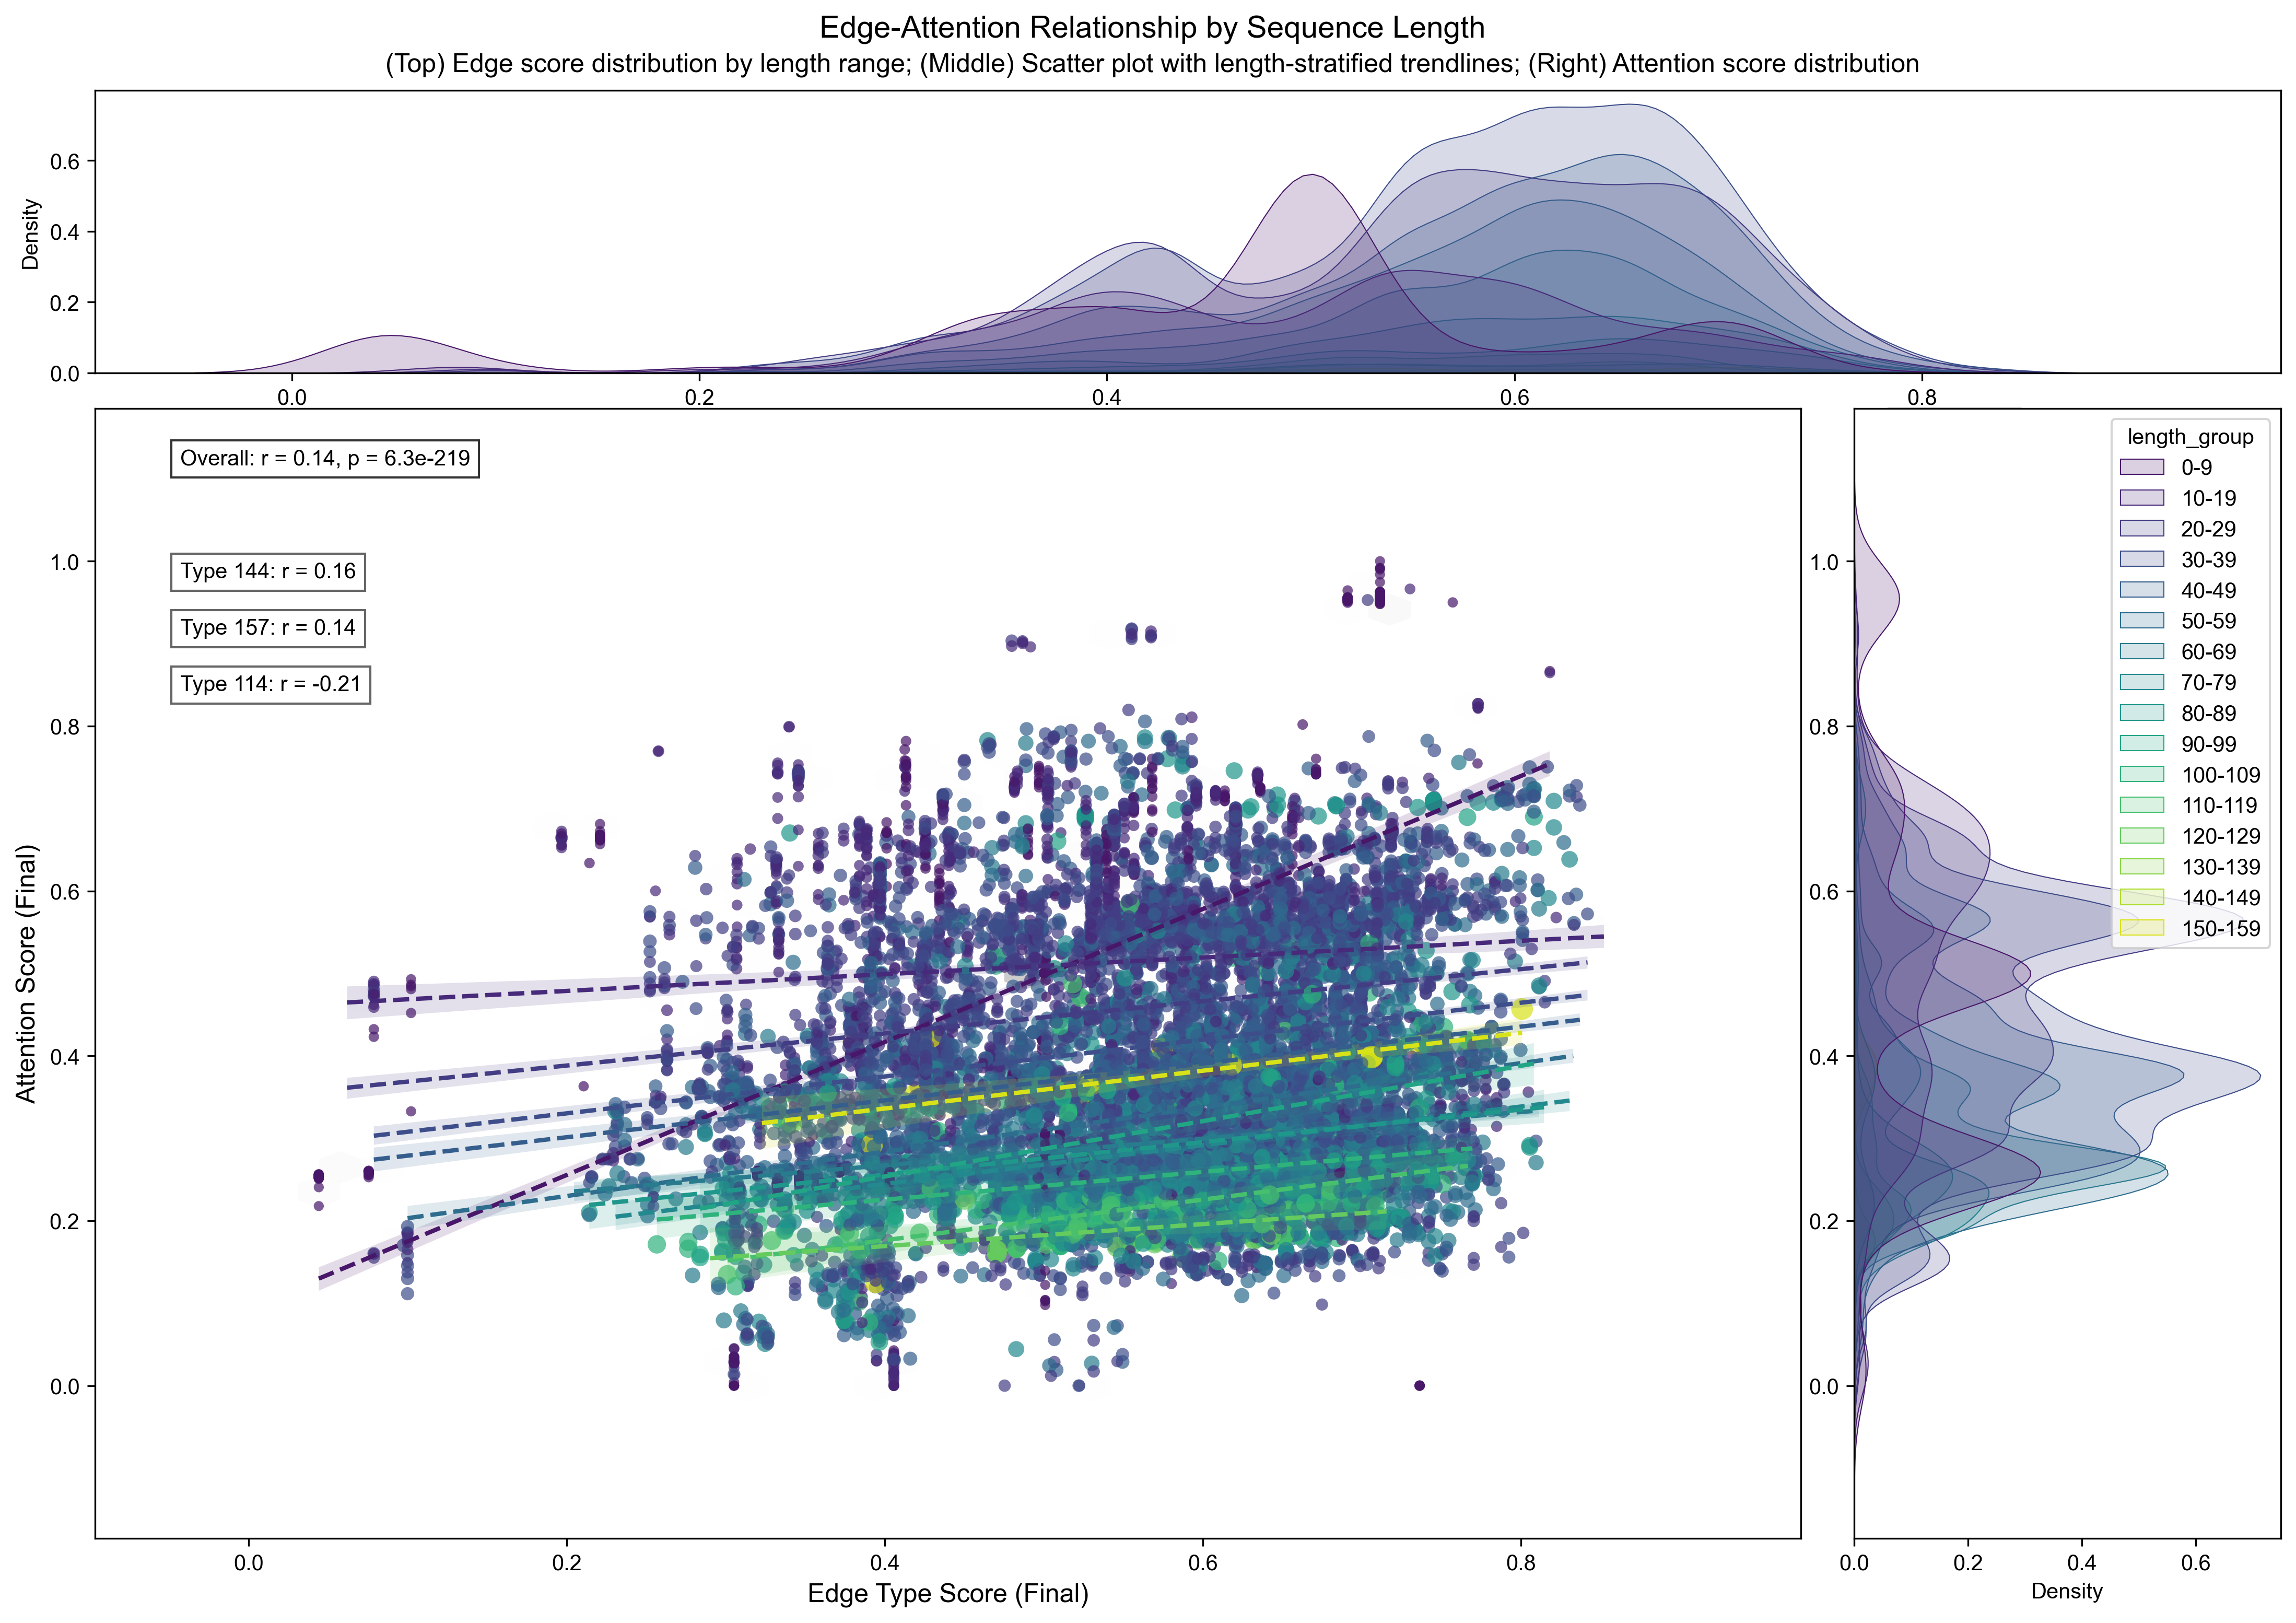 Edge-Attention Relationship by Sequence Length
(Top) Edge score distribution by length range; (Middle) Scatter plot with length-stratified trendlines; (Right) Attention score distribution
Density
0.6
0.4
0.2
0.0
0.0 0.2 0.4 0.6 0.8
Overall: r = 0.14, p = 6.3e-219
Type 144: r = 0.16
Type 157: r = 0.14
Type 114: r = -0.21
Attention Score (Final)
1.0
0.8
0.6
0.4
0.2
0.0
0.0 0.2 0.4 0.6 0.8
Edge Type Score (Final)
length_group
0-9
10-19
20-29
30-39
40-49
50-59
60-69
70-79
80-89
90-99
100-109
110-119
120-129
130-139
140-149
150-159
1.0
0.8
0.6
0.4
0.2
0.0
0.0 0.2 0.4 0.6
Density